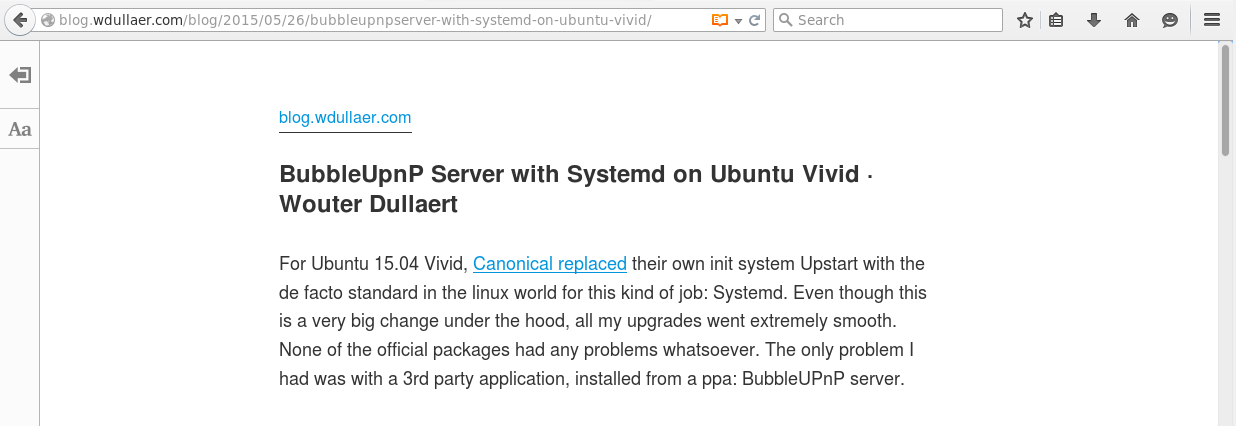 blog.wdullaer.com/blog/2015/05/26/bubbleupnpserver-with-systemd-on-ubuntu-vivid/
Search
Aa
blog.wdullaer.com
BubbleUpnP Server with Systemd on Ubuntu Vivid ·
Wouter Dullaert
For Ubuntu 15.04 Vivid, Canonical replaced their own init system Upstart with the
de facto standard in the linux world for this kind of job: Systemd. Even though this
is a very big change under the hood, all my upgrades went extremely smooth.
None of the official packages had any problems whatsoever. The only problem I
had was with a 3rd party application, installed from a ppa: BubbleUPnP server.